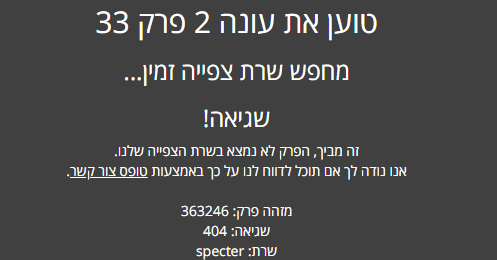 טוען את עונה 2 פרק 33
מחפש שרת צפייה זמין...
שגיאה!
זה מביך, הפרק לא נמצא בשרת הצפייה שלנו.
אנו נודה לך אם תוכל לדווח לנו על כך באמצעות טופס צור קשר.
מזהה פרק: 363246
שגיאה: 404
שרת: specter